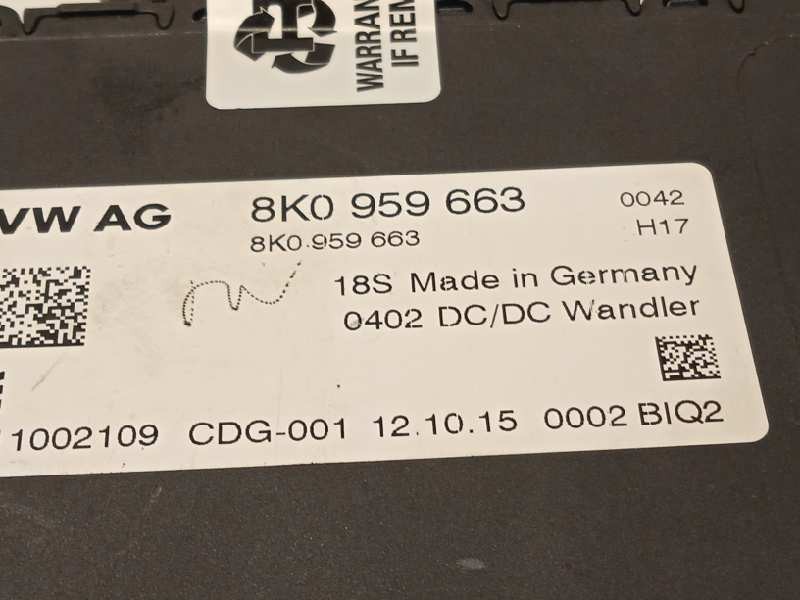 WARRAN
IF REM
VW AG
8K0 959 663
8K0 959 663
0042
H17
18S Made in Germany
0402 DC/DC Wandler
1002109 CDG-001 12.10.15 0002 BIQ2